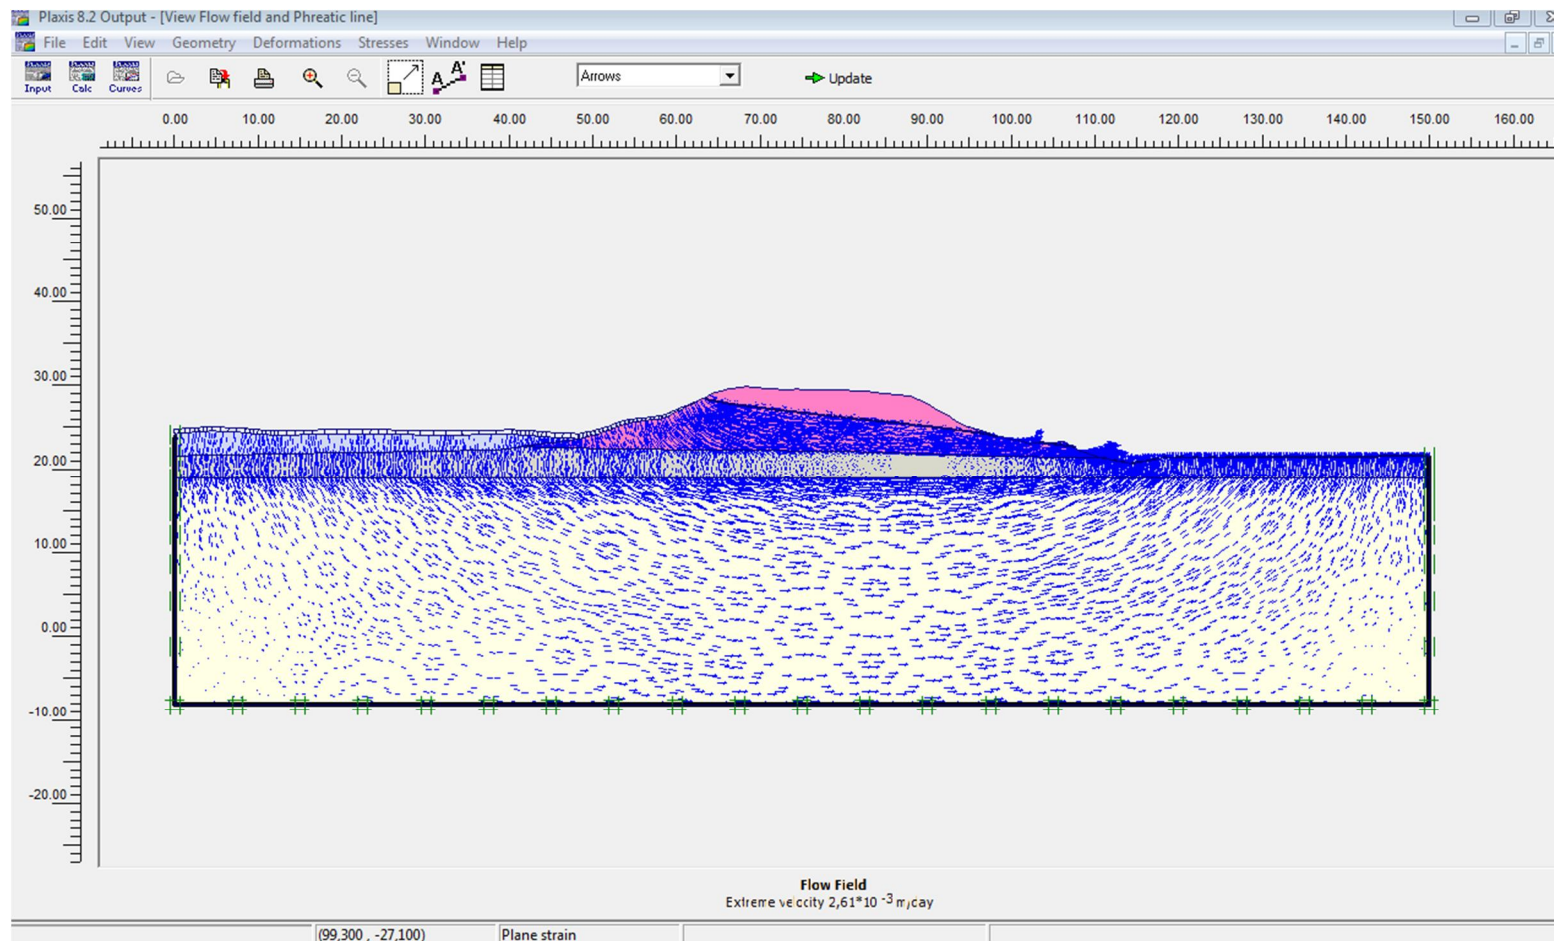 Plaxis 8.2 Output - [View Flow field and Phreatic line]
File Edit View Geometry Deformations Stresses Window Help
Input Calc Curves A A' Arrows Update
0.00 10.00 20.00 30.00 40.00 50.00 60.00 70.00 80.00 90.00 100.00 110.00 120.00 130.00 140.00 150.00 160.00
50.00
40.00
30.00
20.00
10.00
0.00
-10.00
-20.00
Flow Field
Extreme velocity 2,61*10 -3 m/day
(99,300 , -27,100) Plane strain